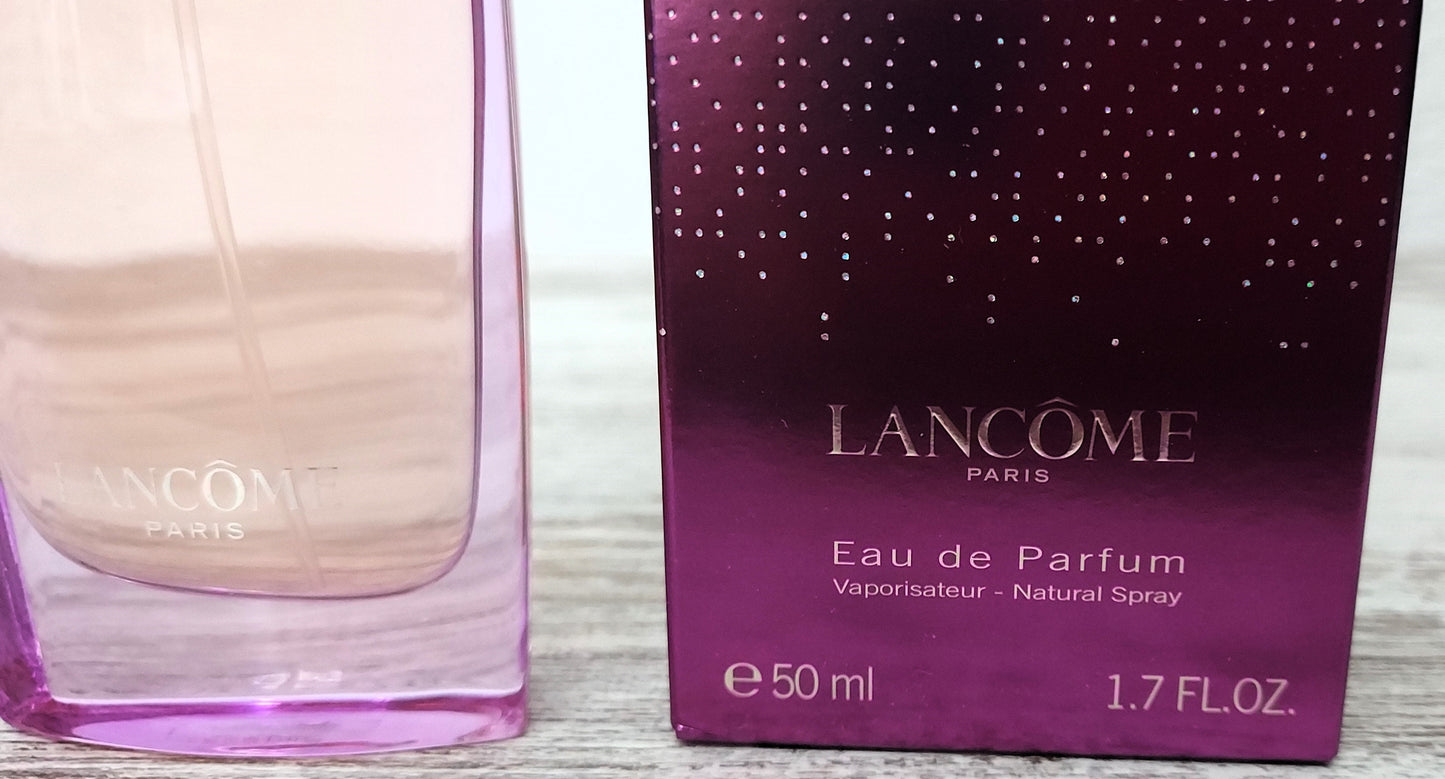 LANCÔME
PARIS
LANCÔME
PARIS
Eau de Parfum
Vaporisateur - Natural Spray
℮ 50 ml
1.7 FL.OZ.